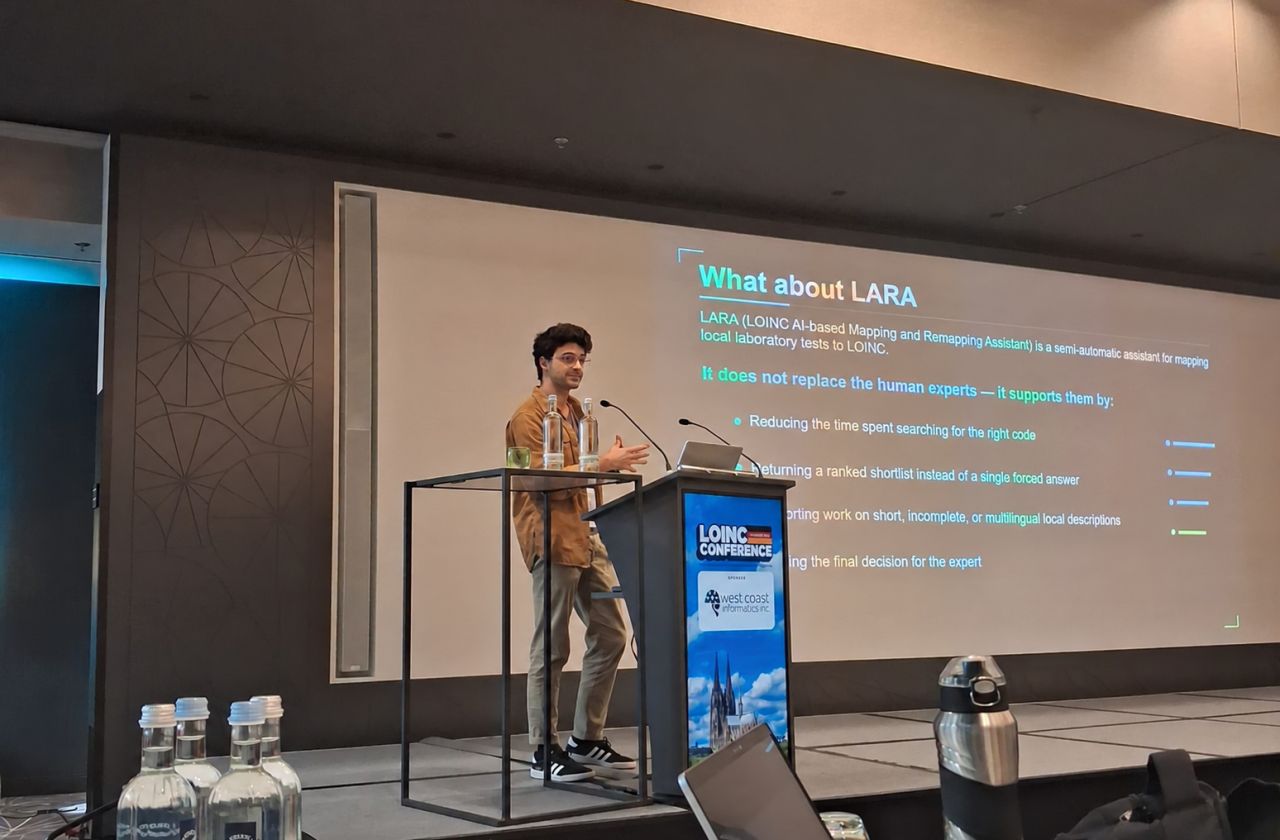 What about LARA
LARA (LOINC AI-based Mapping and Remapping Assistant) is a semi-automatic assistant for mapping
local laboratory tests to LOINC.
It does not replace the human experts — it supports them by:
Reducing the time spent searching for the right code
Returning a ranked shortlist instead of a single forced answer
orting work on short, incomplete, or multilingual local descriptions
ing the final decision for the expert
LOINC
CONFERENCE
SPONSOR
west coast
informatics inc.